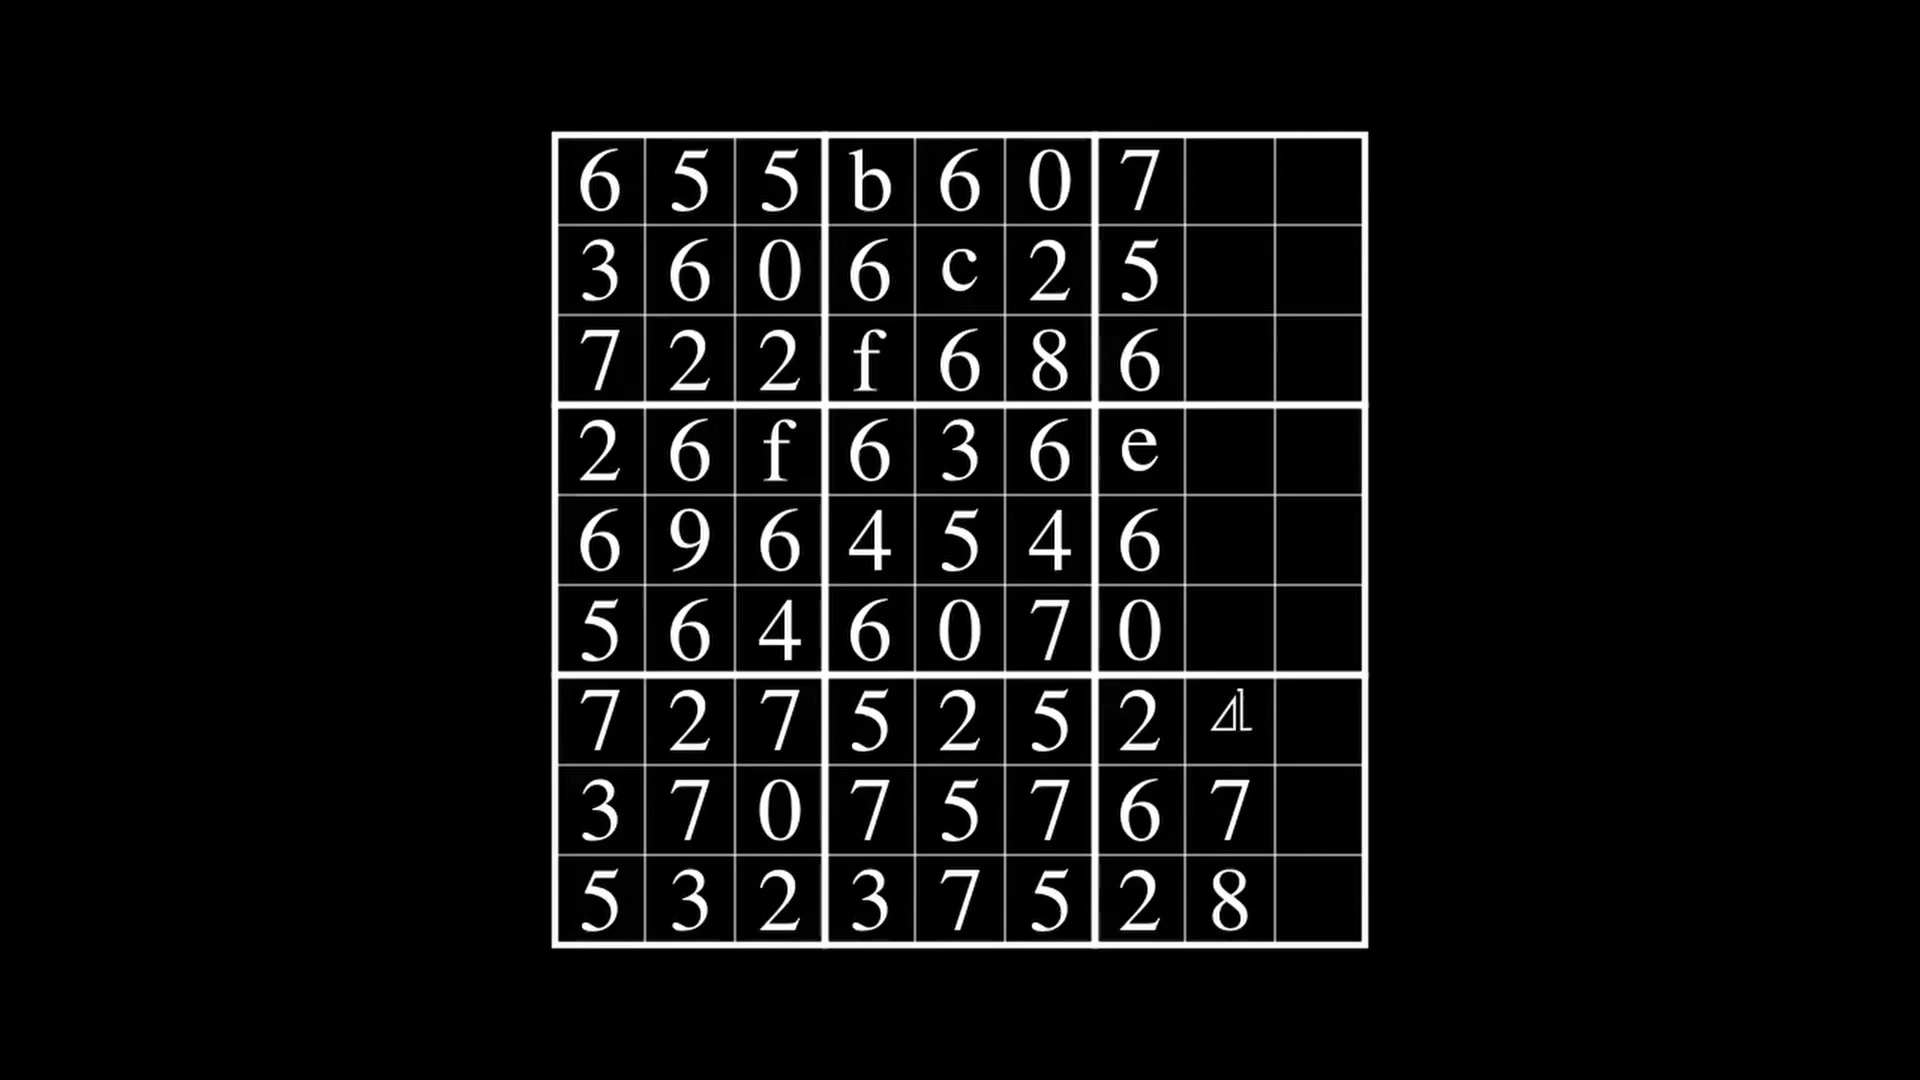 6 5 5 b 6 0 7
3 6 0 6 c 2 5
7 2 2 f 6 8 6
2 6 f 6 3 6 e
6 9 6 4 5 4 6
5 6 4 6 0 7 0
7 2 7 5 2 5 2 4
3 7 0 7 5 7 6 7
5 3 2 3 7 5 2 8